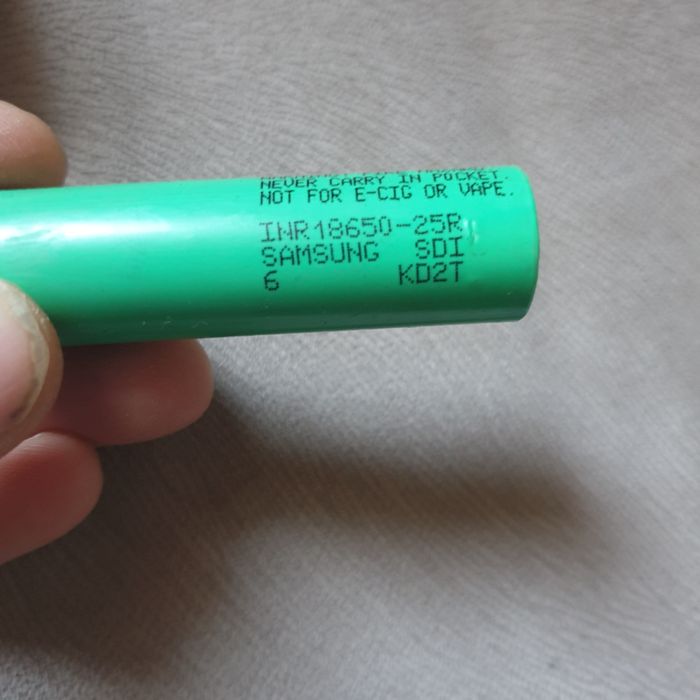 NEVER CARRY IN POCKET.
NOT FOR E-CIG OR VAPE.
INR18650-25R
SAMSUNG SDI
6 KD2T